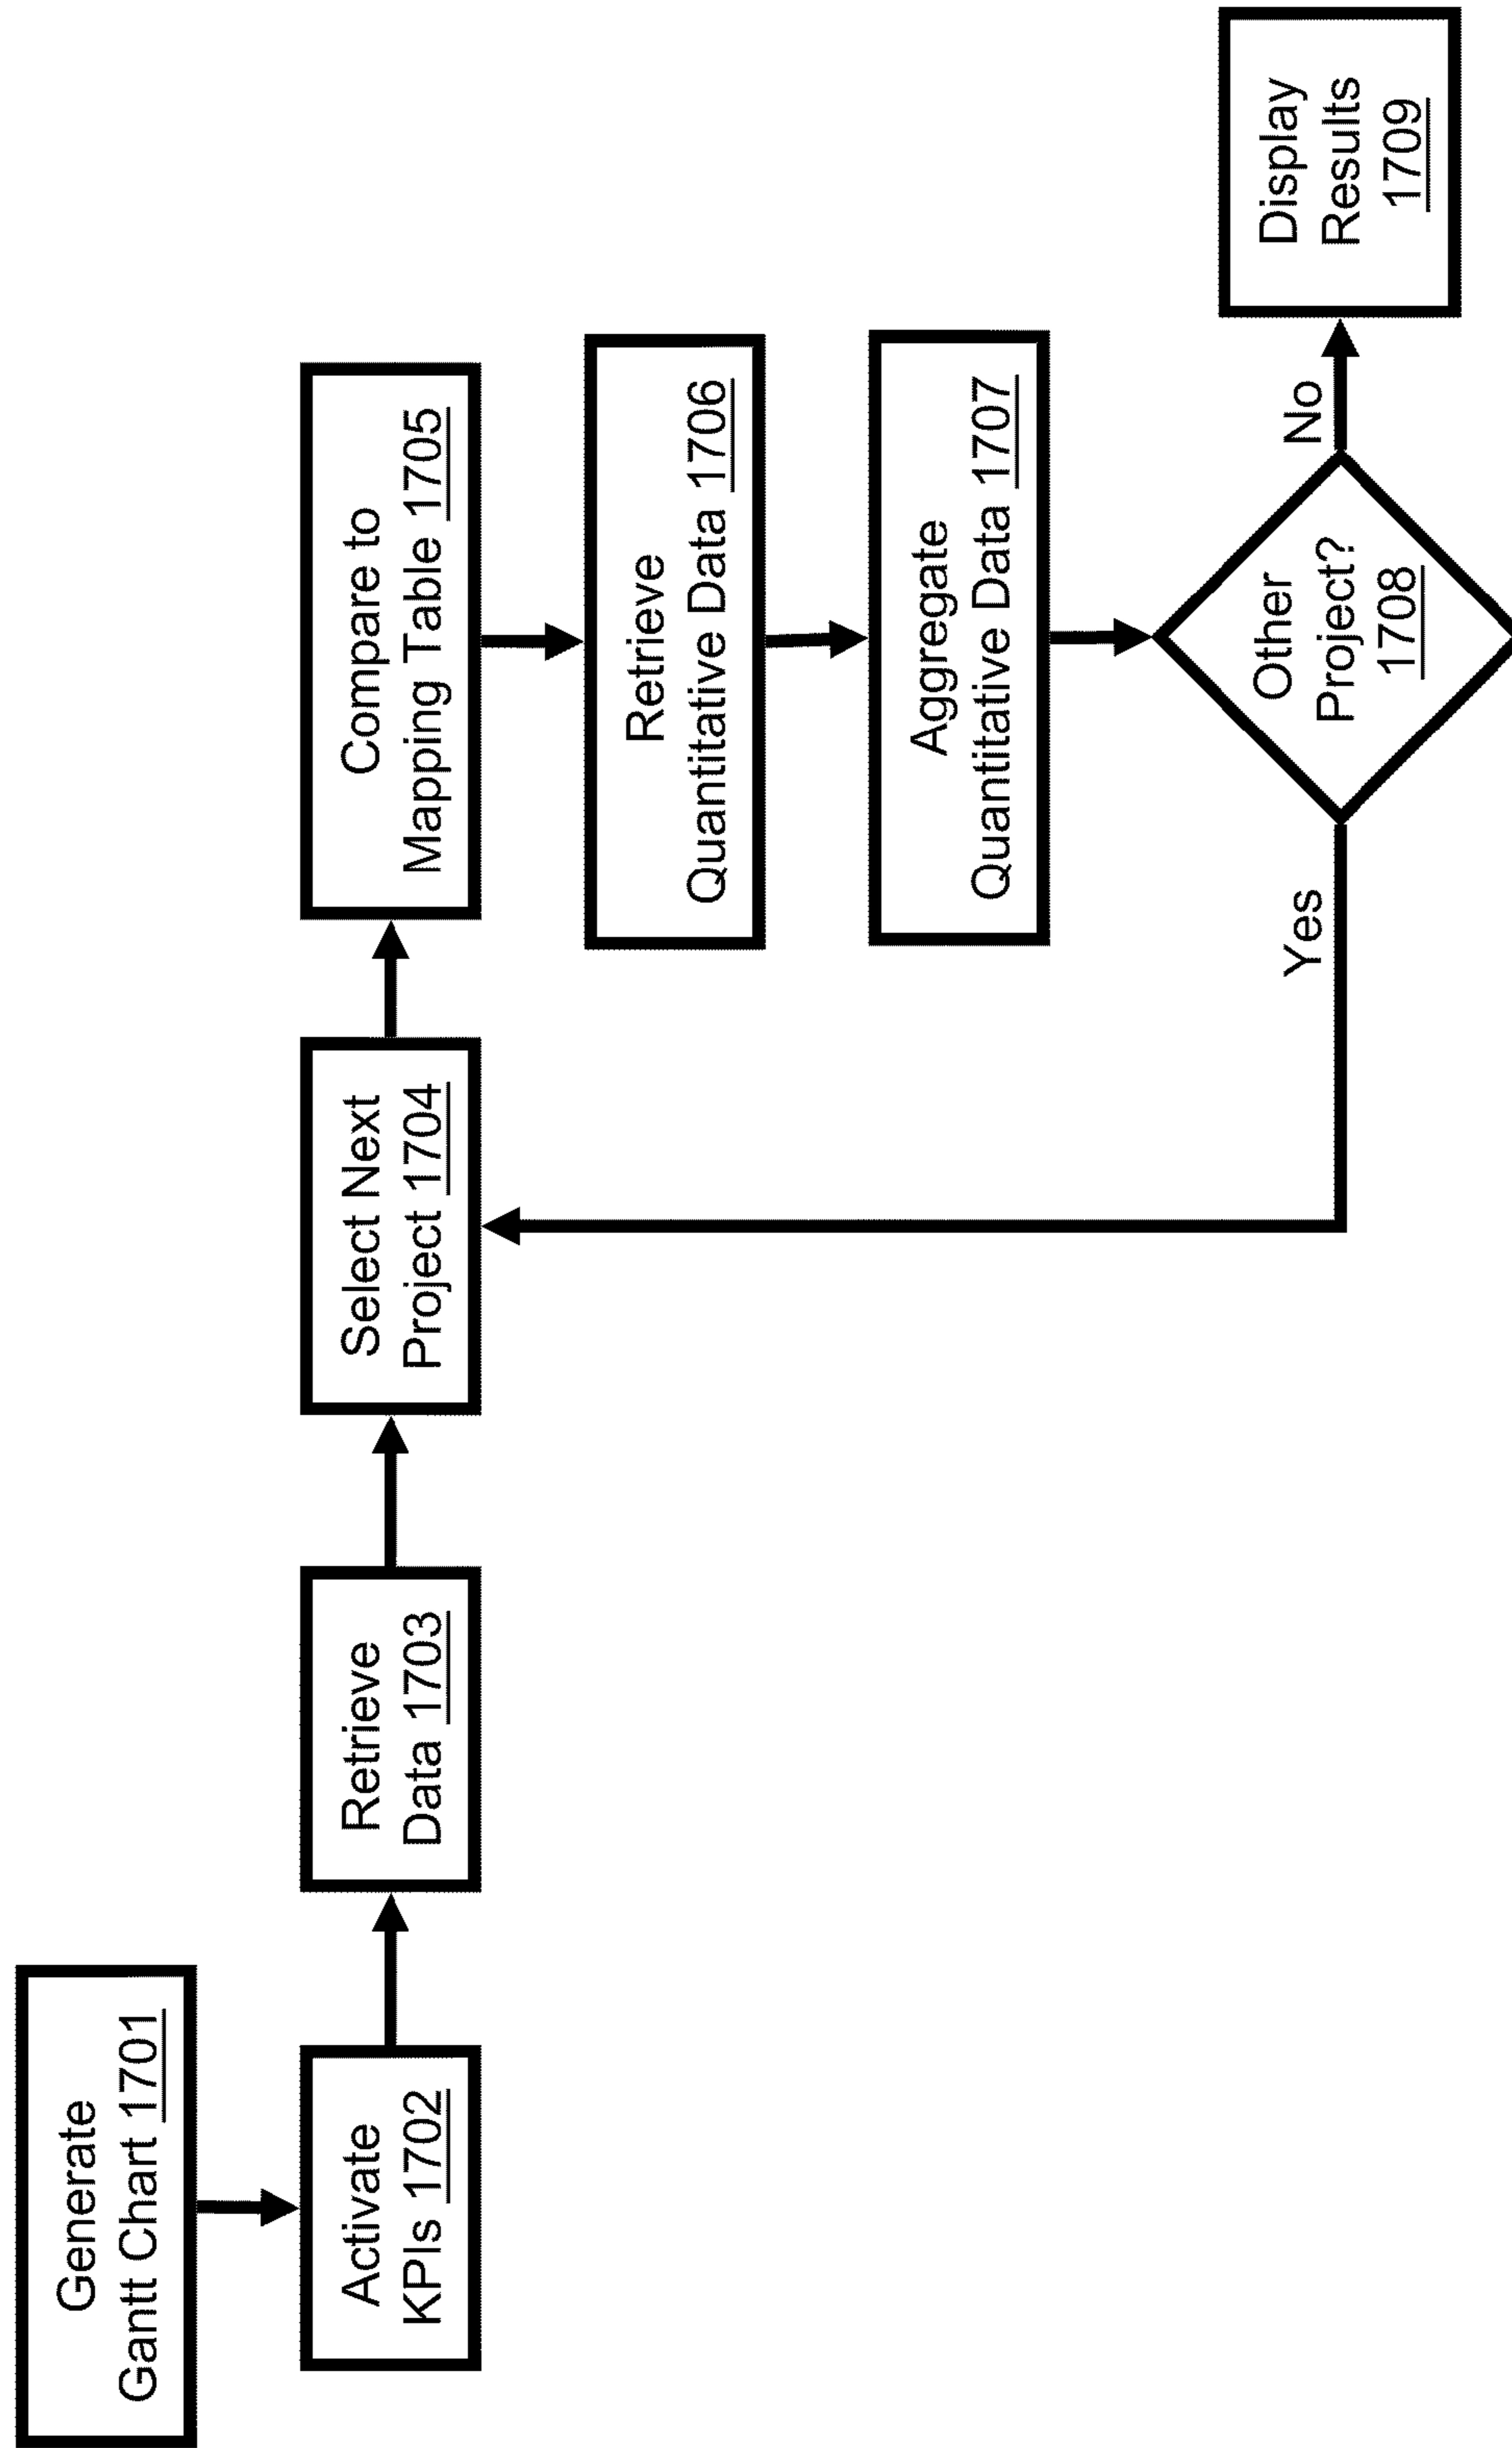 Generate
Gantt Chart 1701
Activate
KPIs 1702
Retrieve
Data 1703
Select Next
Project 1704
Compare to
Mapping Table 1705
Retrieve
Quantitative Data 1706
Aggregate
Quantitative Data 1707
Other
Project?
1708
Yes
No
Display
Results
1709